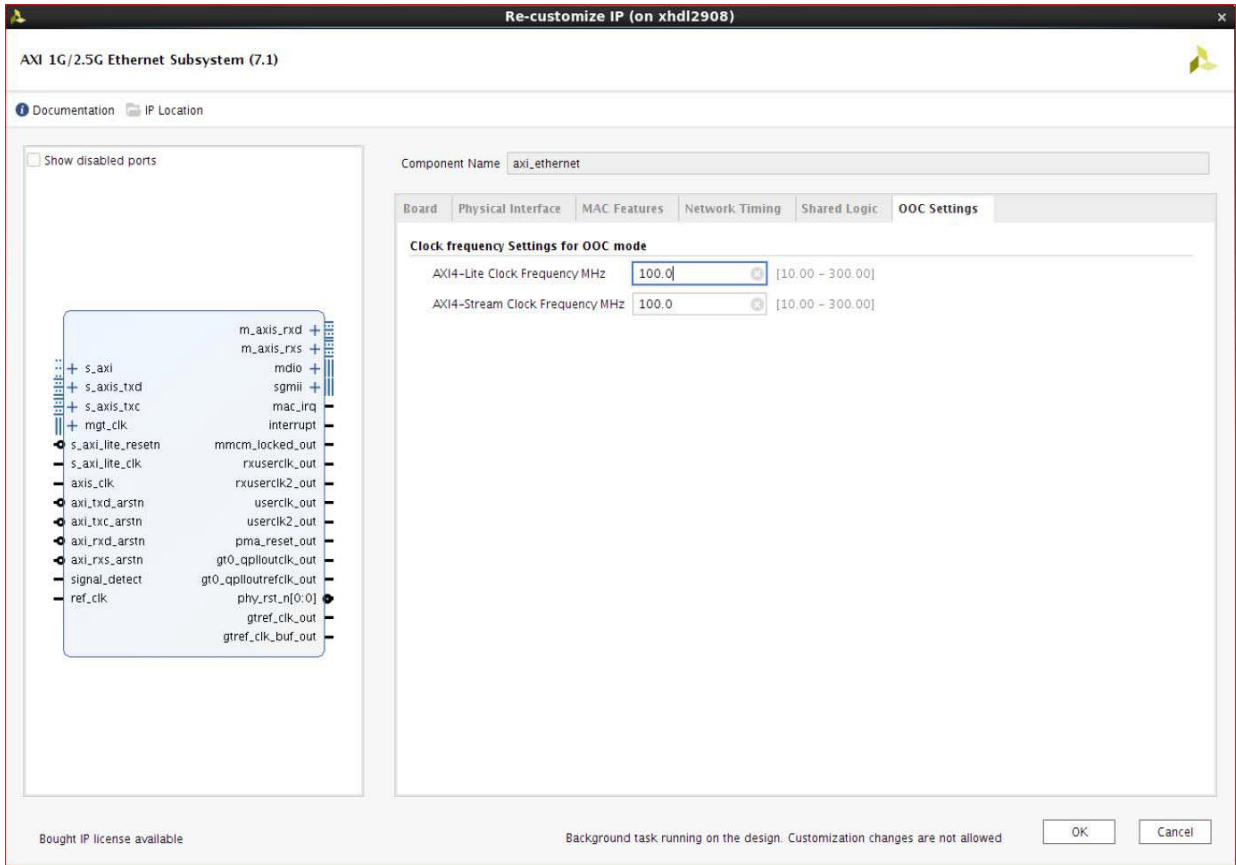 Re-customize IP (on xhdl2908)
AXI 1G/2.5G Ethernet Subsystem (7.1)
Documentation IP Location
Show disabled ports
m_axis_rxd
m_axis_rxs
s_axi mdio
s_axis_txd sgmii
s_axis_txc mac_irq
mgt_clk interrupt
s_axi_lite_resetn mmcm_locked_out
s_axi_lite_clk rxuserclk_out
axis_clk rxuserclk2_out
axi_txd_arstn userclk_out
axi_txc_arstn userclk2_out
axi_rxd_arstn pma_reset_out
axi_rxs_arstn gt0_qplloutclk_out
signal_detect gt0_qplloutrefclk_out
ref_clk phy_rst_n[0:0]
gtref_clk_out
gtref_clk_buf_out
Component Name axi_ethernet
Board Physical Interface MAC Features Network Timing Shared Logic OOC Settings
Clock frequency Settings for OOC mode
AXI4-Lite Clock Frequency MHz 100.0 [10.00 - 300.00]
AXI4-Stream Clock Frequency MHz 100.0 [10.00 - 300.00]
Bought IP license available
Background task running on the design. Customization changes are not allowed
OK Cancel